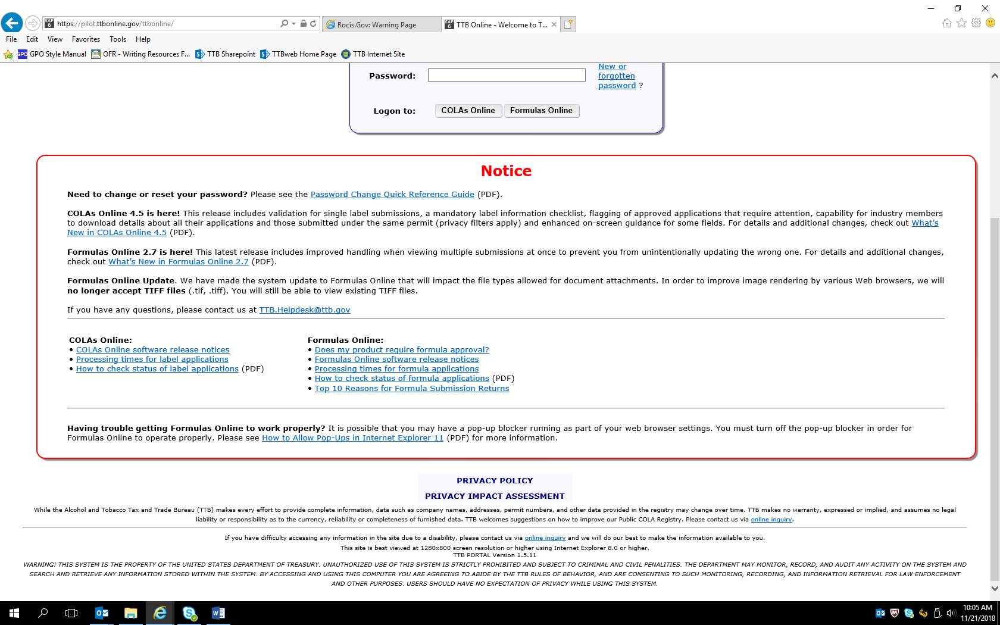 https://pilot.ttbonline.gov/ttbonline/
Rocis.Gov: Warning Page
TTB Online - Welcome to T...
File Edit View Favorites Tools Help
GPO Style Manual OFR - Writing Resources F... TTB Sharepoint TTBweb Home Page TTB Internet Site
Password:
New or
forgotten
password ?
Logon to: COLAs Online Formulas Online
Notice
Need to change or reset your password? Please see the Password Change Quick Reference Guide (PDF).
COLAs Online 4.5 is here! This release includes validation for single label submissions, a mandatory label information checklist, flagging of approved applications that require attention, capability for industry members
to download details about all their applications and those submitted under the same permit (privacy filters apply) and enhanced on-screen guidance for some fields. For details and additional changes, check out What's
New in COLAs Online 4.5 (PDF).
Formulas Online 2.7 is here! This latest release includes improved handling when viewing multiple submissions at once to prevent you from unintentionally updating the wrong one. For details and additional changes,
check out What's New in Formulas Online 2.7 (PDF).
Formulas Online Update. We have made the system update to Formulas Online that will impact the file types allowed for document attachments. In order to improve image rendering by various Web browsers, we will
no longer accept TIFF files (.tif, .tiff). You will still be able to view existing TIFF files.
If you have any questions, please contact us at TTB.Helpdesk@ttb.gov
COLAs Online:
• COLAs Online software release notices
• Processing times for label applications
• How to check status of label applications (PDF)
Formulas Online:
• Does my product require formula approval?
• Formulas Online software release notices
• Processing times for formula applications
• How to check status of formula applications (PDF)
• Top 10 Reasons for Formula Submission Returns
Having trouble getting Formulas Online to work properly? It is possible that you may have a pop-up blocker running as part of your web browser settings. You must turn off the pop-up blocker in order for
Formulas Online to operate properly. Please see How to Allow Pop-Ups in Internet Explorer 11 (PDF) for more information.
PRIVACY POLICY
PRIVACY IMPACT ASSESSMENT
While the Alcohol and Tobacco Tax and Trade Bureau (TTB) makes every effort to provide complete information, data such as company names, addresses, permit numbers, and other data provided in the registry may change over time. TTB makes no warranty, expressed or implied, and assumes no legal
liability or responsibility as to the currency, reliability or completeness of furnished data. TTB welcomes suggestions on how to improve our Public COLA Registry. Please contact us via online inquiry.
If you have difficulty accessing any information in the site due to a disability, please contact us via online inquiry and we will do our best to make the information available to you.
This site is best viewed at 1280x800 screen resolution or higher using Internet Explorer 8.0 or higher.
TTB PORTAL Version 1.5.11
WARNING! THIS SYSTEM IS THE PROPERTY OF THE UNITED STATES DEPARTMENT OF TREASURY. UNAUTHORIZED USE OF THIS SYSTEM IS STRICTLY PROHIBITED AND SUBJECT TO CRIMINAL AND CIVIL PENALITIES. THE DEPARTMENT MAY MONITOR, RECORD, AND AUDIT ANY ACTIVITY ON THE SYSTEM AND
SEARCH AND RETRIEVE ANY INFORMATION STORED WITHIN THE SYSTEM. BY ACCESSING AND USING THIS COMPUTER YOU ARE AGREEING TO ABIDE BY THE TTB RULES OF BEHAVIOR, AND ARE CONSENTING TO SUCH MONITORING, RECORDING, AND INFORMATION RETRIEVAL FOR LAW ENFORCEMENT
AND OTHER PURPOSES. USERS SHOULD HAVE NO EXPECTATION OF PRIVACY WHILE USING THIS SYSTEM.
10:05 AM
11/21/2018